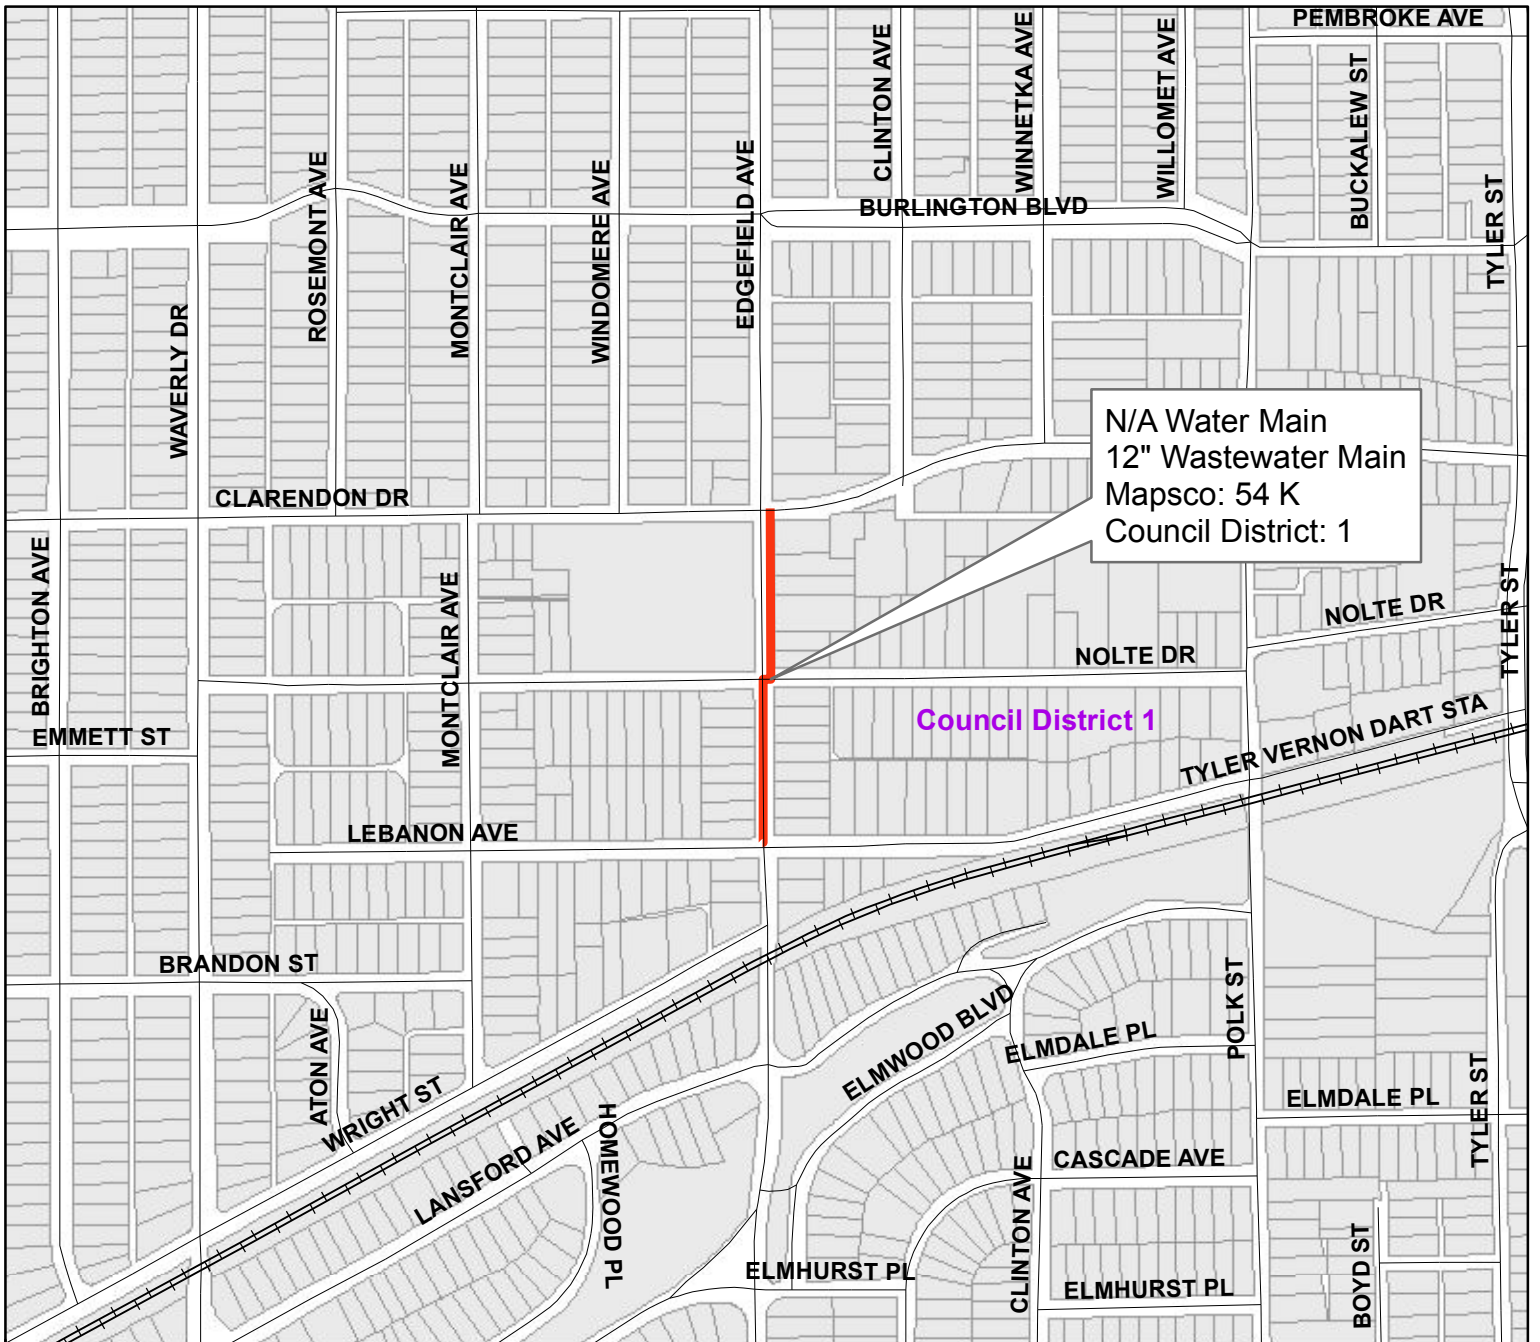 PEMBROKE AVE
CLINTON AVE
WINNETKA AVE
WILLOMET AVE
BUCKALEW ST
TYLER ST
ROSEMONT AVE
MONTCLAIR AVE
WINDOMERE AVE
EDGEFIELD AVE
BURLINGTON BLVD
WAVERLY DR
N/A Water Main
12" Wastewater Main
Mapsco: 54 K
Council District: 1
CLARENDON DR
BRIGHTON AVE
MONTCLAIR AVE
NOLTE DR
TYLER ST
NOLTE DR
Council District 1
EMMETT ST
TYLER VERNON DART STA
LEBANON AVE
BRANDON ST
ATON AVE
WRIGHT ST
LANSFORD AVE
HOMEWOOD PL
ELMWOOD BLVD
ELMDALE PL
POLK ST
ELMDALE PL
TYLER ST
CASCADE AVE
CLINTON AVE
ELMHURST PL
ELMHURST PL
BOYD ST